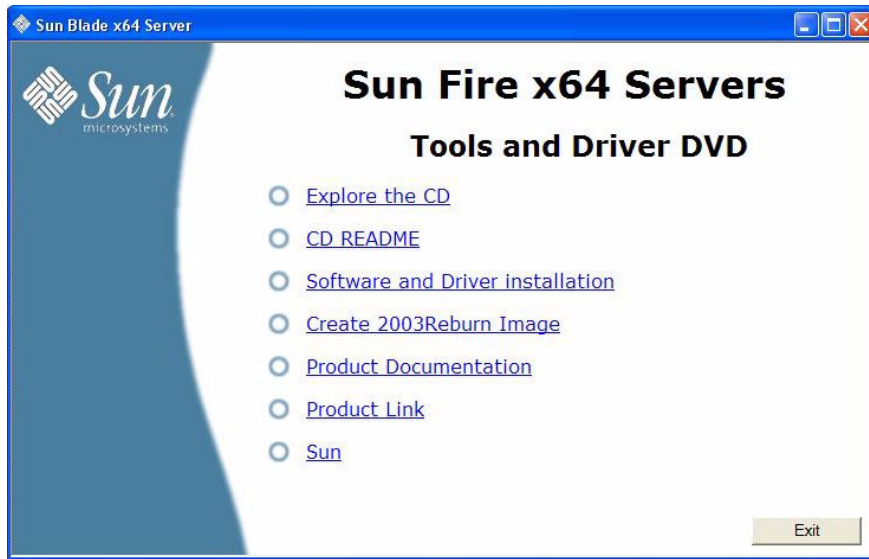 Sun Blade x64 Server
Sun
microsystems
Sun Fire x64 Servers
Tools and Driver DVD
Explore the CD
CD README
Software and Driver installation
Create 2003Reburn Image
Product Documentation
Product Link
Sun
Exit